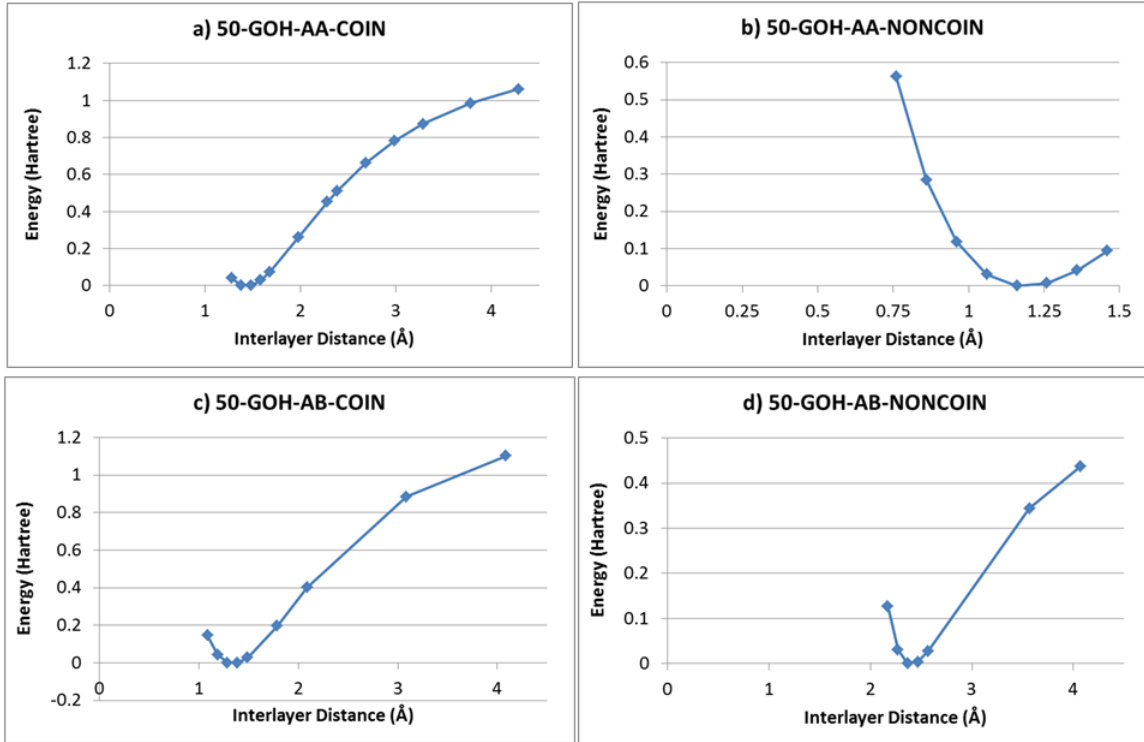 a) 50-GOH-AA-COIN
1.2
1
0.8
0.6
0.4
0.2
0
Energy (Hartree)
0 1 2 3 4
Interlayer Distance (Å)
b) 50-GOH-AA-NONCOIN
0.6
0.5
0.4
0.3
0.2
0.1
0
Energy (Hartree)
0 0.25 0.5 0.75 1 1.25 1.5
Interlayer Distance (Å)
c) 50-GOH-AB-COIN
1.2
1
0.8
0.6
0.4
0.2
0
-0.2
Energy (Hartree)
0 1 2 3 4
Interlayer Distance (Å)
d) 50-GOH-AB-NONCOIN
0.5
0.4
0.3
0.2
0.1
0
Energy (Hartree)
0 1 2 3 4
Interlayer Distance (Å)